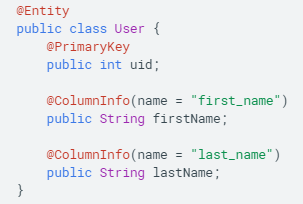 @Entity
public class User {
    @PrimaryKey
    public int uid;

    @ColumnInfo(name = "first_name")
    public String firstName;

    @ColumnInfo(name = "last_name")
    public String lastName;
}